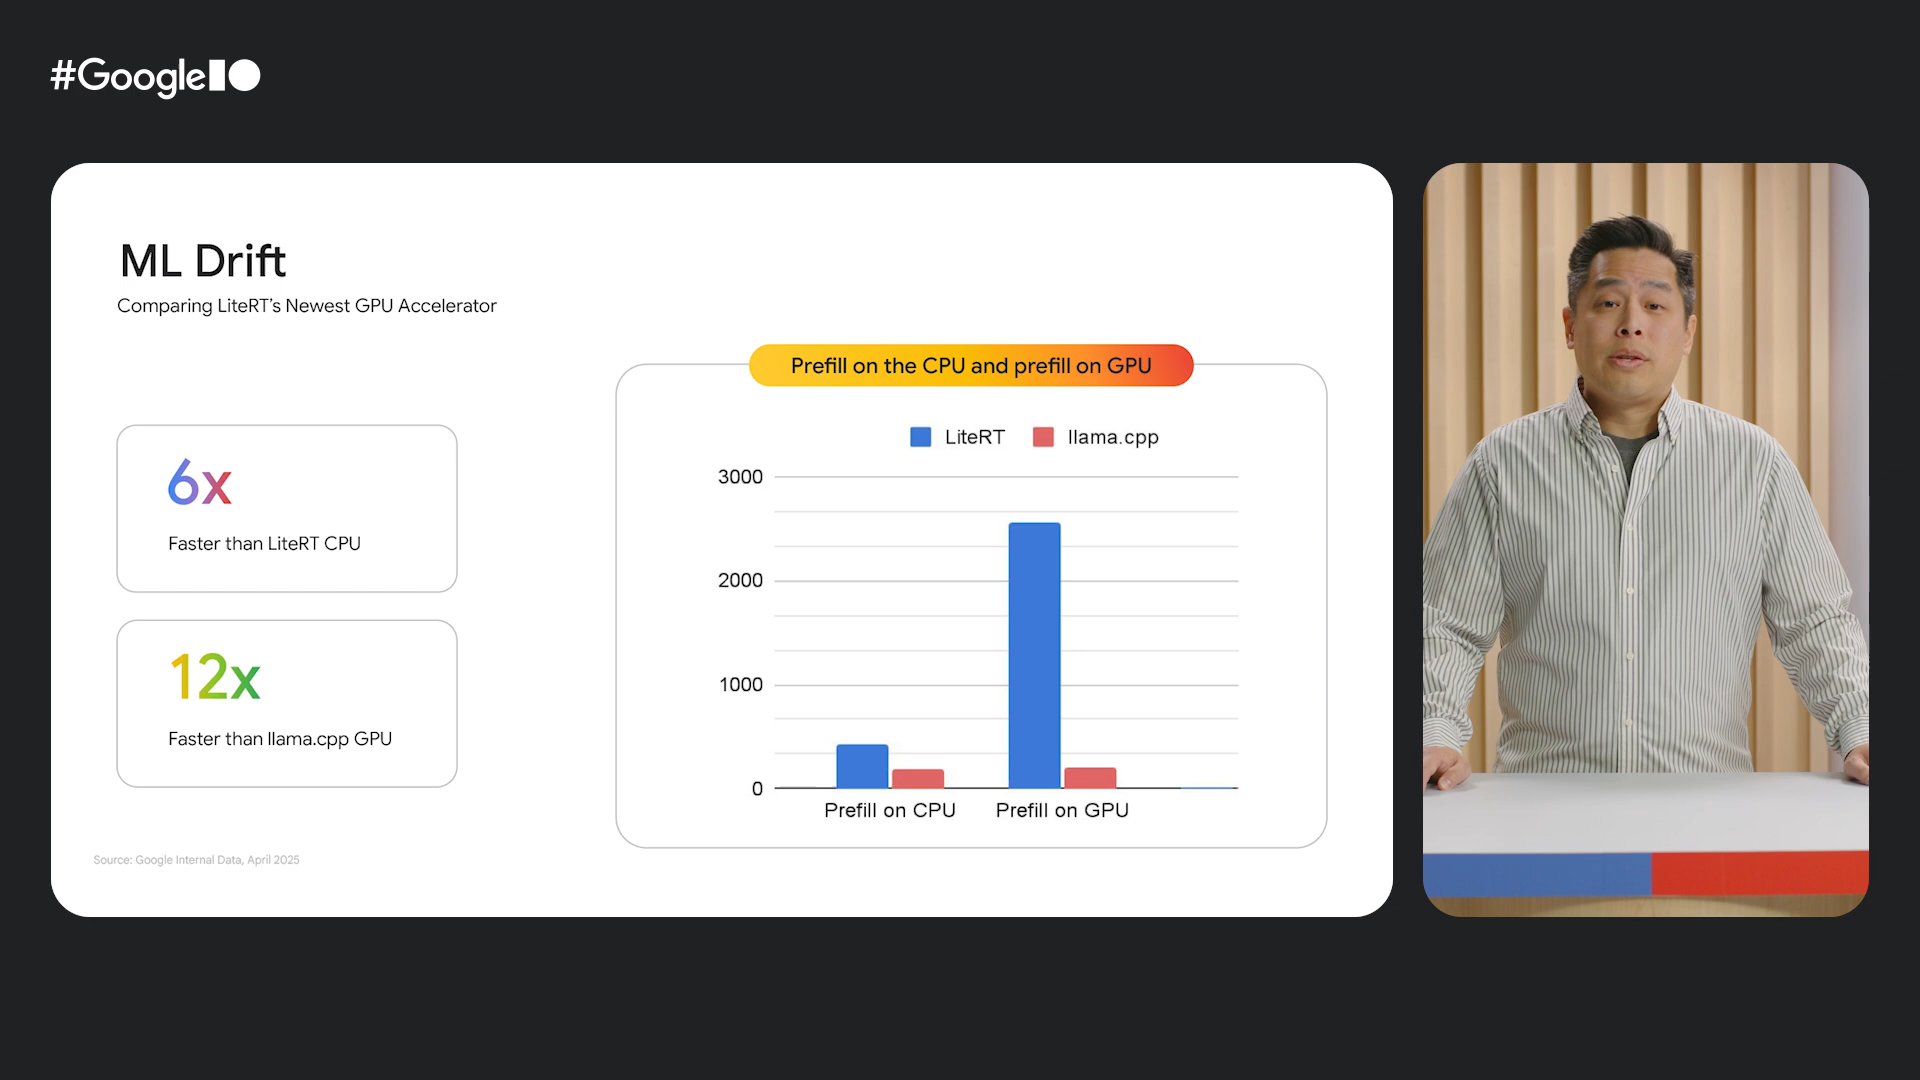 #GoogleIO
ML Drift
Comparing LiteRT's Newest GPU Accelerator
6x
Faster than LiteRT CPU
12x
Faster than llama.cpp GPU
Source: Google Internal Data, April 2025
Prefill on the CPU and prefill on GPU
LiteRT llama.cpp
3000
2000
1000
0
Prefill on CPU Prefill on GPU